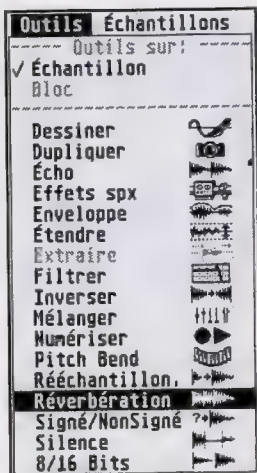 Outils Échantillons
Outils sur:
✓ Échantillon
Bloc
Dessiner
Dupliquer
Écho
Effets spx
Enveloppe
Étendre
Extraire
Filtrer
Inverser
Mélanger
Numériser
Pitch Bend
Rééchantillon.
Réverbération
Signé/NonSigné
Silence
8/16 Bits